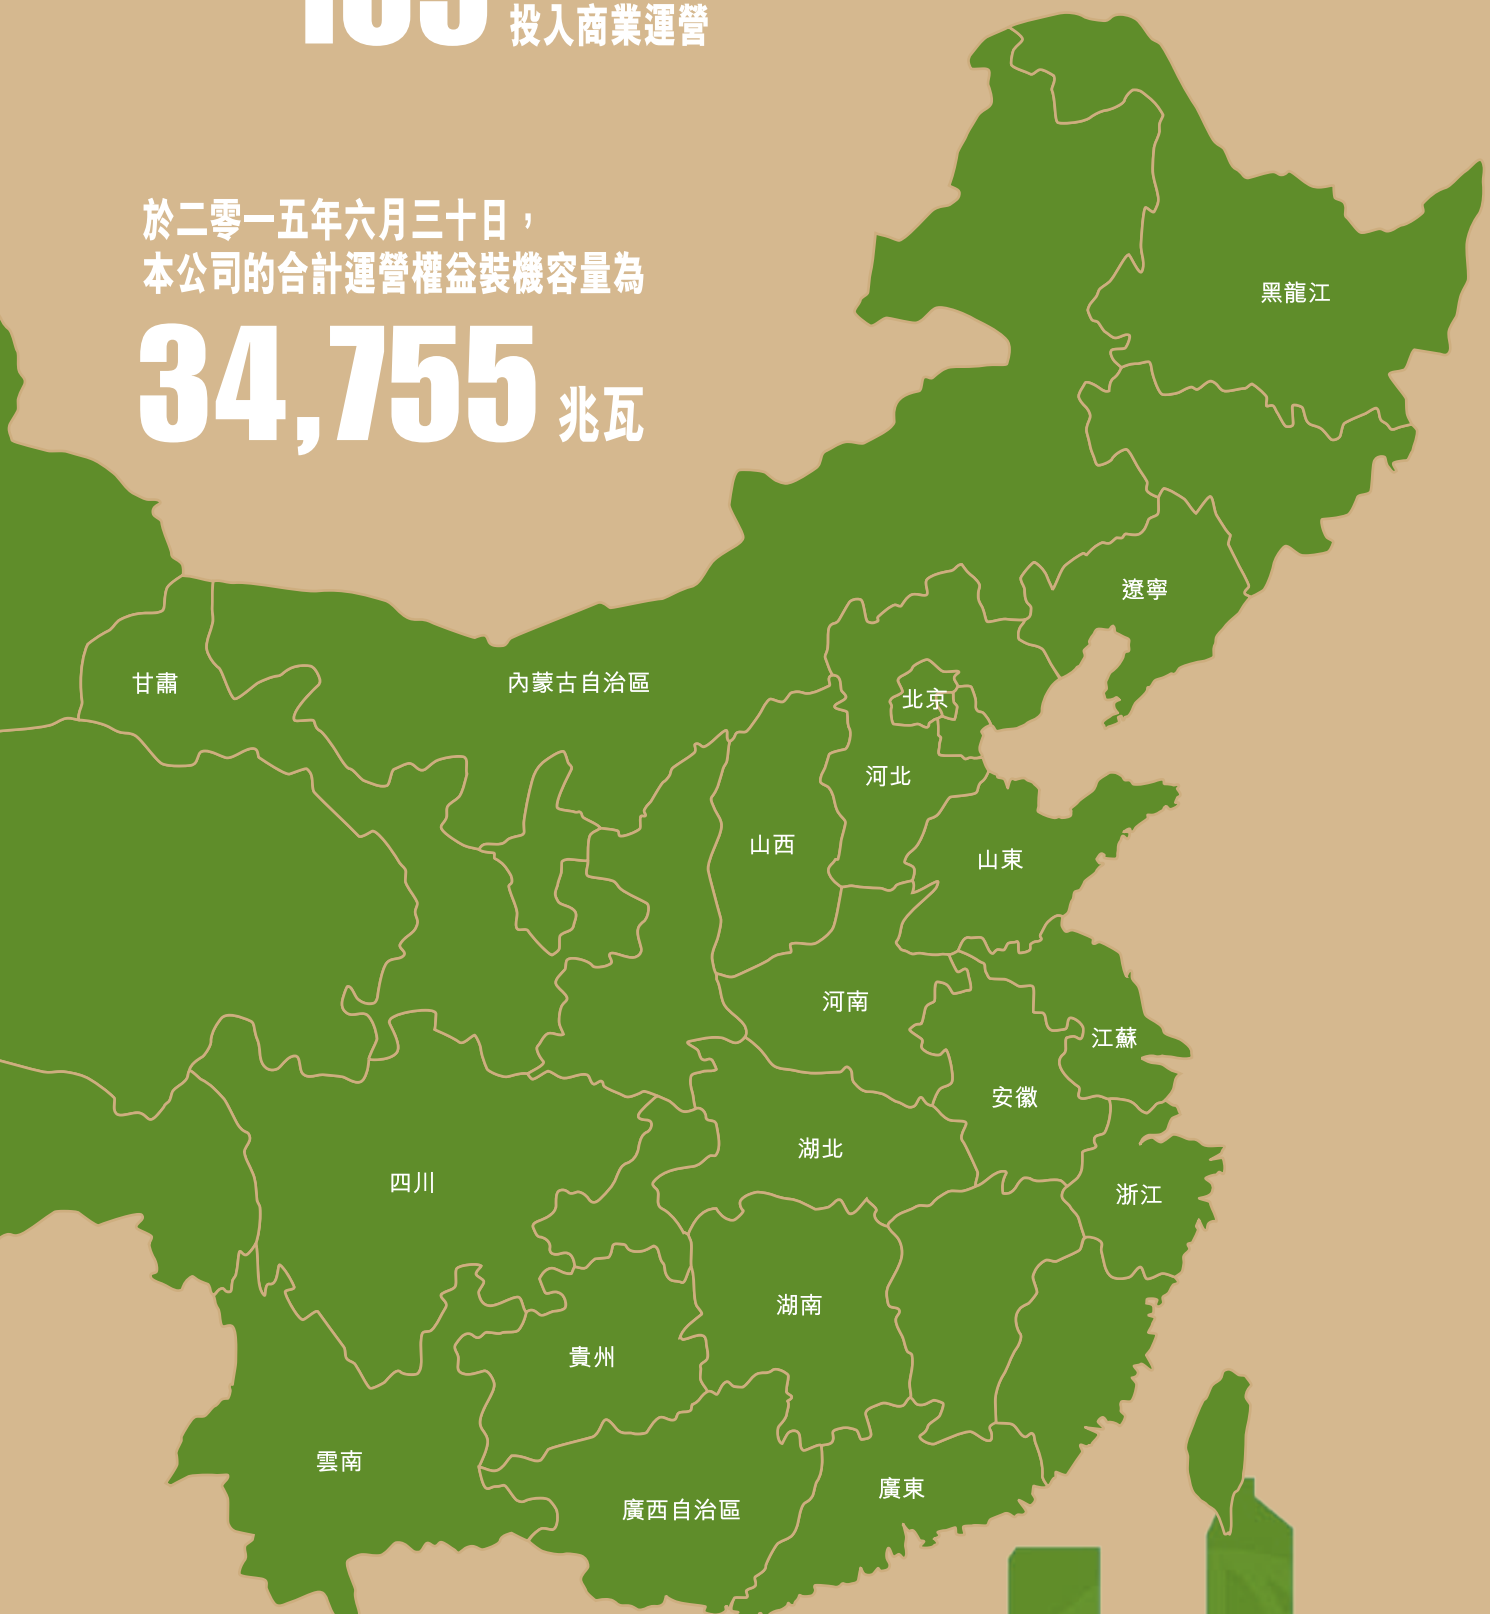 投入商業運營
於二零一五年六月三十日，
本公司的合計運營權益裝機容量為
34,755 兆瓦
黑龍江
遼寧
甘肅
內蒙古自治區
北京
河北
山西
山東
河南
江蘇
安徽
湖北
四川
浙江
湖南
貴州
雲南
廣東
廣西自治區